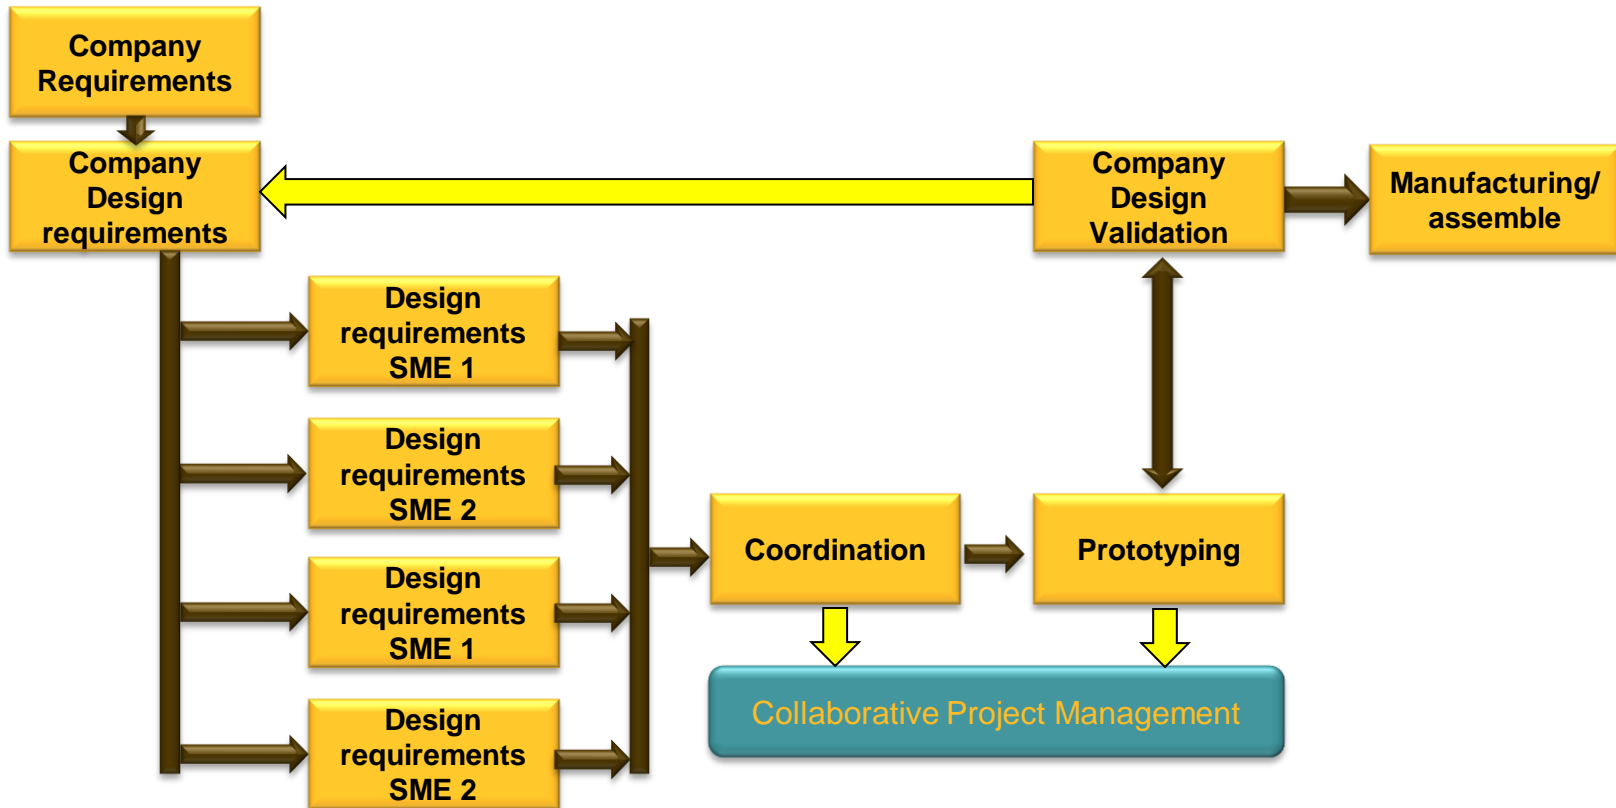 Company
Requirements
Company
Design
requirements
Company
Design
Validation
Manufacturing/
assemble
Design
requirements
SME 1
Design
requirements
SME 2
Design
requirements
SME 1
Design
requirements
SME 2
Coordination
Prototyping
Collaborative Project Management